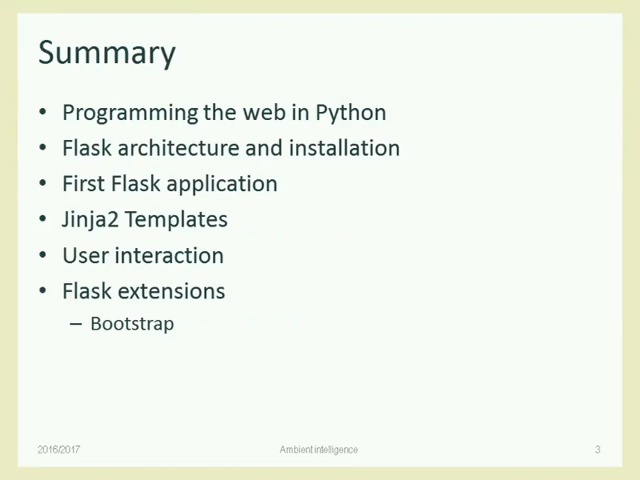 Summary
• Programming the web in Python
• Flask architecture and installation
• First Flask application
• Jinja2 Templates
• User interaction
• Flask extensions
– Bootstrap
2016/2017 Ambient intelligence 3